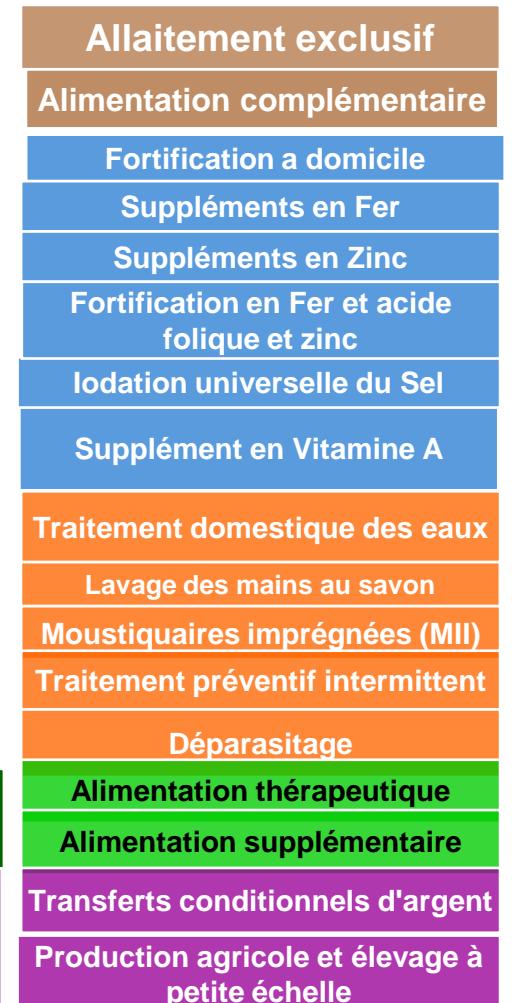 Allaitement exclusif
Alimentation complémentaire
Fortification a domicile
Suppléments en Fer
Suppléments en Zinc
Fortification en Fer et acide
folique et zinc
Iodation universelle du Sel
Supplément en Vitamine A
Traitement domestique des eaux
Lavage des mains au savon
Moustiquaires imprégnées (MII)
Traitement préventif intermittent
Déparasitage
Alimentation thérapeutique
Alimentation supplémentaire
Transferts conditionnels d'argent
Production agricole et élevage à
petite échelle